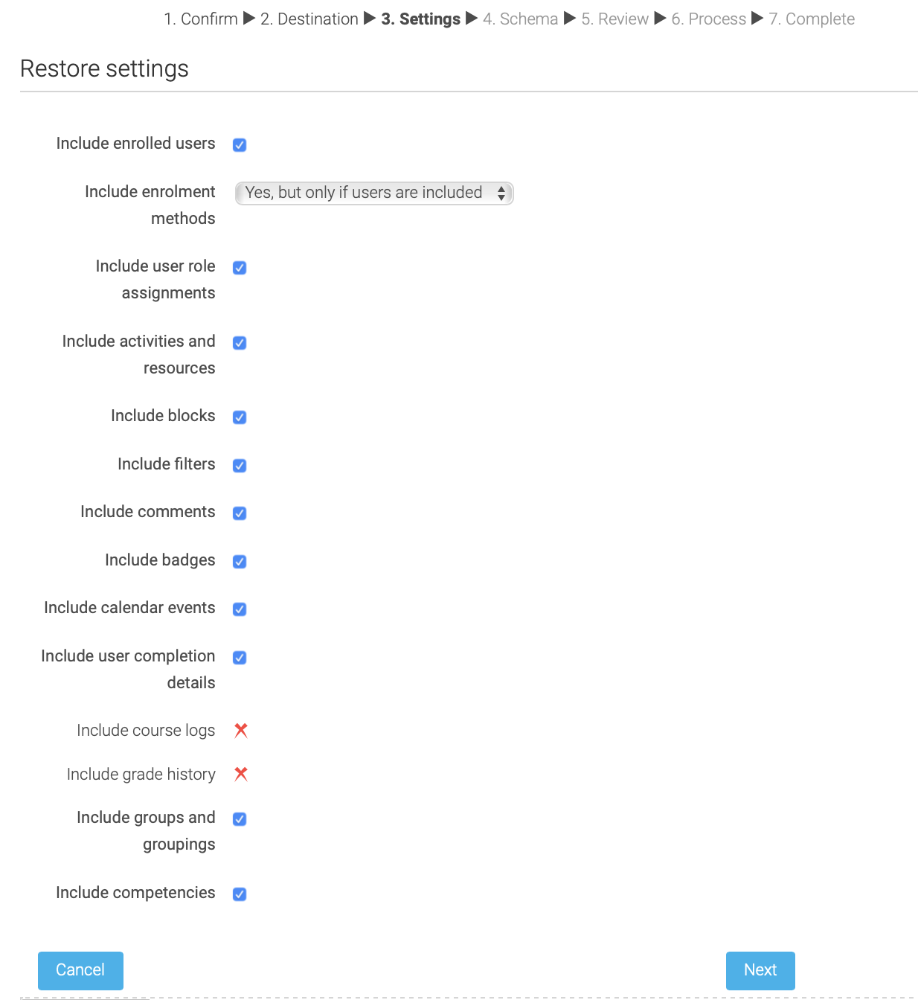 1. Confirm ▶ 2. Destination ▶ 3. Settings ▶ 4. Schema ▶ 5. Review ▶ 6. Process ▶ 7. Complete
Restore settings
Include enrolled users
Include enrolment
methods
Yes, but only if users are included
Include user role
assignments
Include activities and
resources
Include blocks
Include filters
Include comments
Include badges
Include calendar events
Include user completion
details
Include course logs
Include grade history
Include groups and
groupings
Include competencies
Cancel
Next